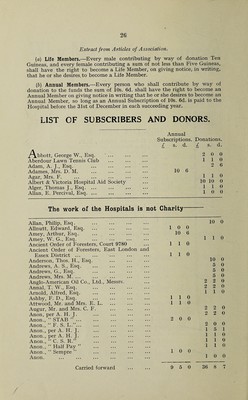 26
Extract from Articles of Association.
(a) Life Members.—Every male contributing by way of donation Ten
Guineas, and every female contributing a sum of not less than Five Guineas,
shall have the right to become a Life Member, on giving notice, in writing,
that he or she desires to become a Life Member.
(b) Annual Members.—Every person who shall contribute by way of
donation to the funds the sum of 10s. 6d. shall have the right to become an
Annual Member on giving notice in writing that he or she desires to become an
Annual Member, so long as an Annual Subscription of 10s. 6d. is paid to the
Hospital before the 31st of December in each succeeding year.
LIST OF SUBSCRIBERS AND DONORS.
Annual
Subscriptions. Donations.
£ s. d. £ s. d.
Abbott, George W., Esq. ... 2 0 0
Aberdour Lawn Tennis Club ... 1 1 0
Adam, A. J., Esq. ... 2 6
Adames, Mrs. D. M. ... 10 6
Agar, Mrs. F. ... 1 1 0
Albert & Victoria Hospital Aid Society ... 20 10 0
Alger, Thomas J., Esq. ... 1 1 0
Allan, E. Percival, Esq. ... 1 0 0
The work of the Hospitals is not Charity
Allan, Philip, Esq. ... 10 0
Allnutt, Edward, Esq. ... 1 0 0
Amey, Arthur, Esq. ... 10 6
Amey, W. G., Esq. ... 1 1 0
Ancient Order of Foresters, Court 9780 ... 1 1 0
Ancient Order of Foresters, East London and
Essex District ... 1 1 0
Anderton, Thos. H., Esq. ... 10 0
Andrews, A. S., Esq. ... 5 0
Andrews, G., Esq. ... 5 0
Andrews, Mrs. M. ... 5 0
Anglo-American Oil Co., Ltd., Messrs. ... 2 2 0
Annal, T. W., Esq. ... 2 2 0
Arnold, Alfred, Esq. ... 1 1 0
Ashby, F. D., Esq. ... 1 1 0
Attwood, Mr. and Mrs. E. L. ... 1 1 0
Augur, Mr. and Mrs. C. F. ... 2 2 0
Anon, per A. H. J. ... 2 2 0
Anon., "STAB" ... 2 0 0
Anon., "F. S. L." ... 2 0 0
Anon., per A. H. J. ... 1 5 1
Anon., per A. H. J. ... 1 1 0
Anon., "C. S. R." ... 1 1 0
Anon., "Half Pay" ... 1 1 0
Anon., "Sempre" ... 1 0 0
Anon. ... 1 0 0
Carried forward ... 9 5 0 36 8 7